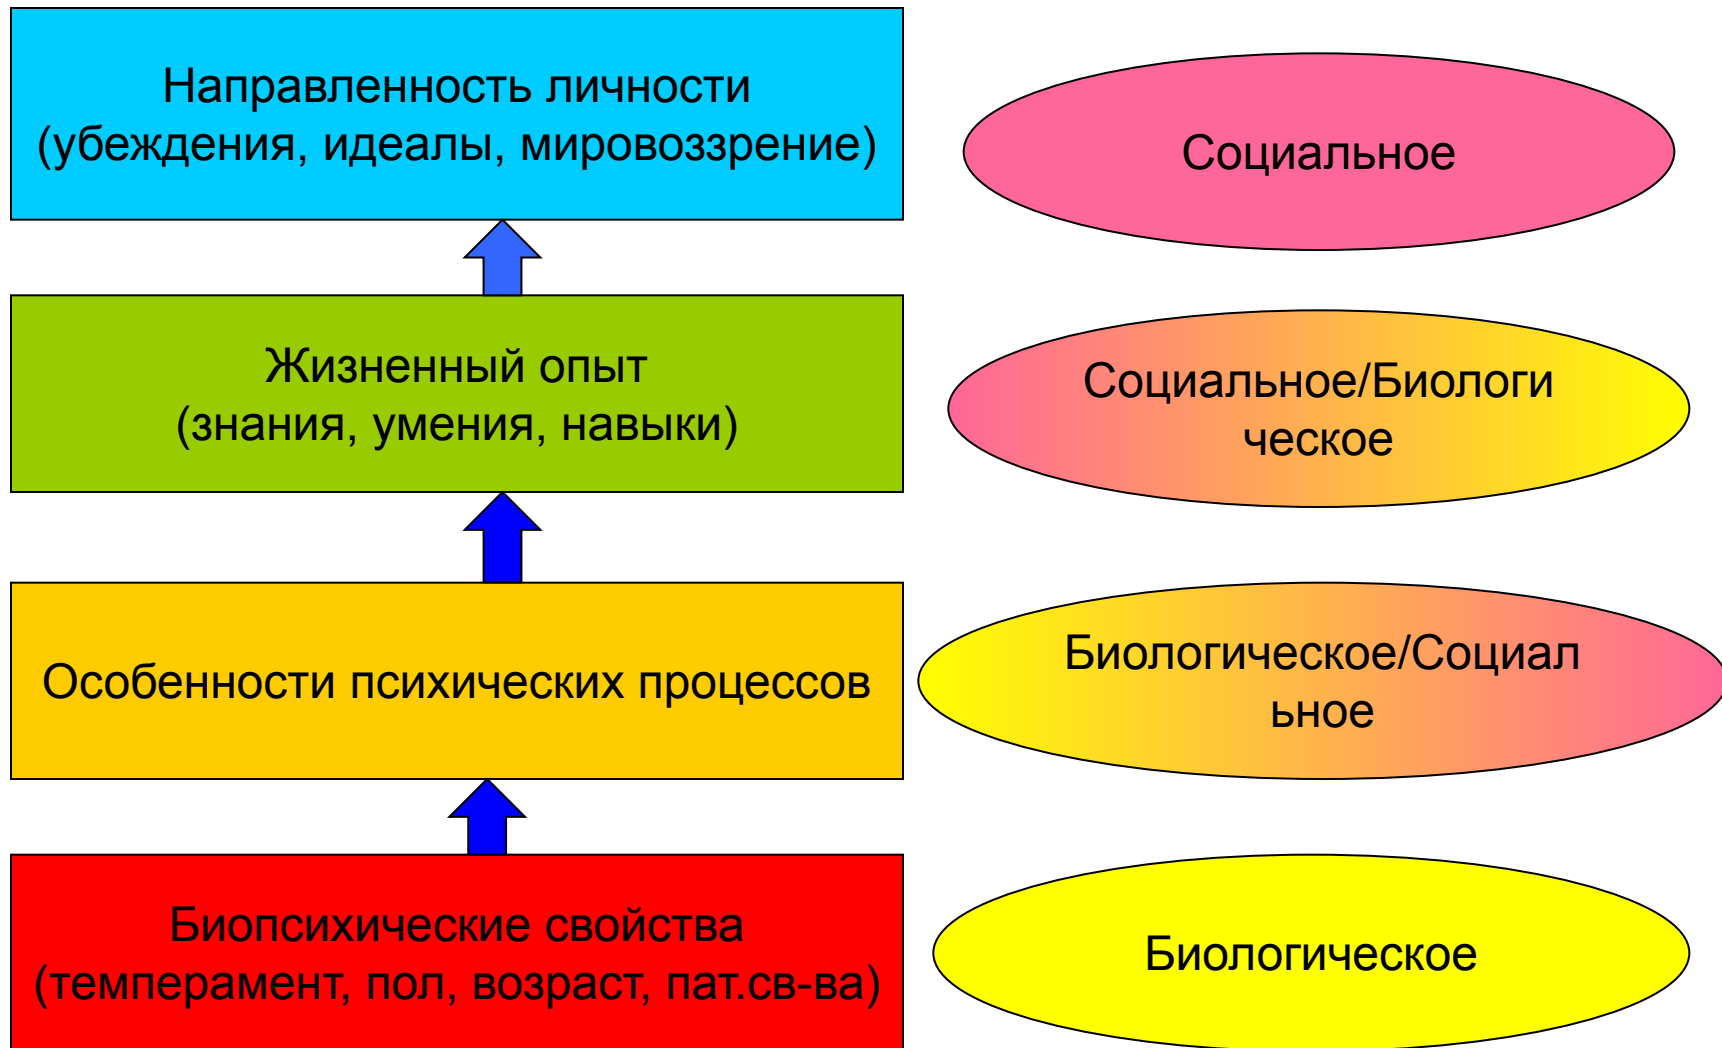 Направленность личности
(убеждения, идеалы, мировоззрение)
Социальное
Жизненный опыт
(знания, умения, навыки)
Социальное/Биологи
ческое
Особенности психических процессов
Биологическое/Социал
ьное
Биопсихические свойства
(темперамент, пол, возраст, пат.св-ва)
Биологическое